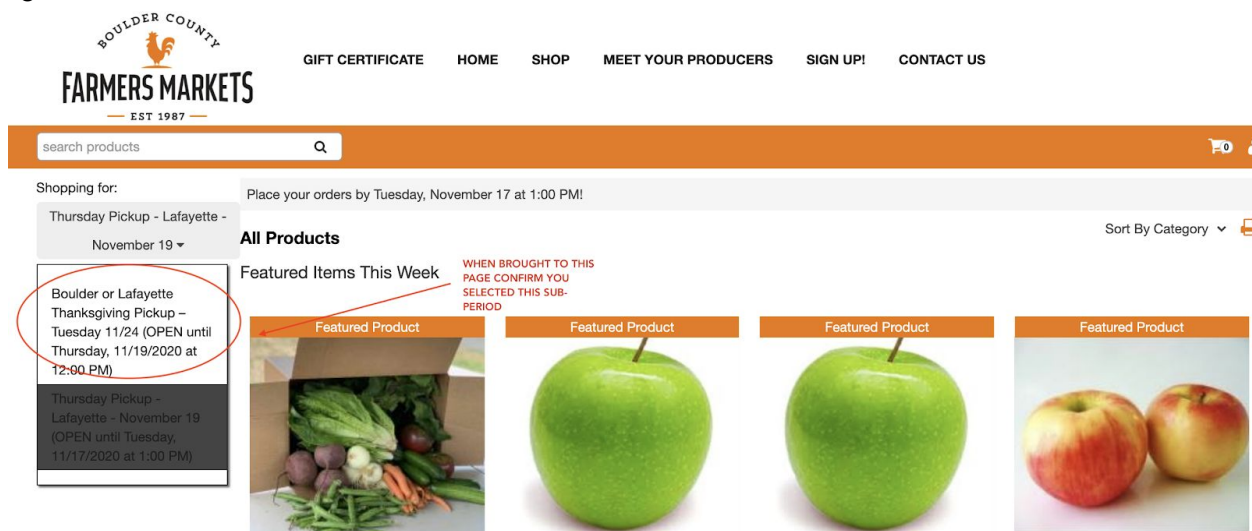 BOULDER COUNTY
FARMERS MARKETS
EST 1987
GIFT CERTIFICATE HOME SHOP MEET YOUR PRODUCERS SIGN UP! CONTACT US
search products
0
Shopping for:
Thursday Pickup - Lafayette -
November 19
Boulder or Lafayette
Thanksgiving Pickup –
Tuesday 11/24 (OPEN until
Thursday, 11/19/2020 at
12:00 PM)
Thursday Pickup -
Lafayette - November 19
(OPEN until Tuesday,
11/17/2020 at 1:00 PM)
Place your orders by Tuesday, November 17 at 1:00 PM!
All Products
Sort By Category
Featured Items This Week
WHEN BROUGHT TO THIS
PAGE CONFIRM YOU
SELECTED THIS SUB-
PERIOD
Featured Product
Featured Product
Featured Product
Featured Product